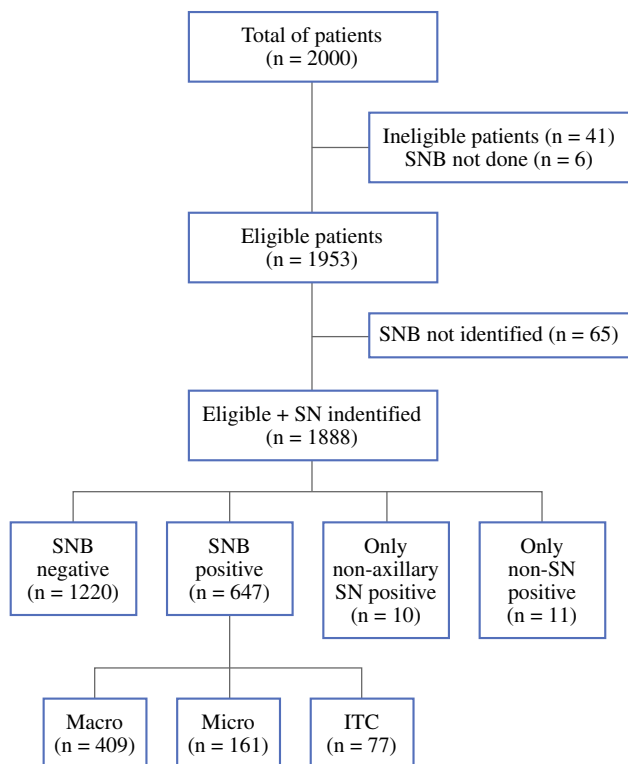 Total of patients
(n = 2000)
Ineligible patients (n = 41)
SNB not done (n = 6)
Eligible patients
(n = 1953)
SNB not identified (n = 65)
Eligible + SN indentified
(n = 1888)
SNB
negative
(n = 1220)
SNB
positive
(n = 647)
Only
non-axillary
SN positive
(n = 10)
Only
non-SN
positive
(n = 11)
Macro
(n = 409)
Micro
(n = 161)
ITC
(n = 77)